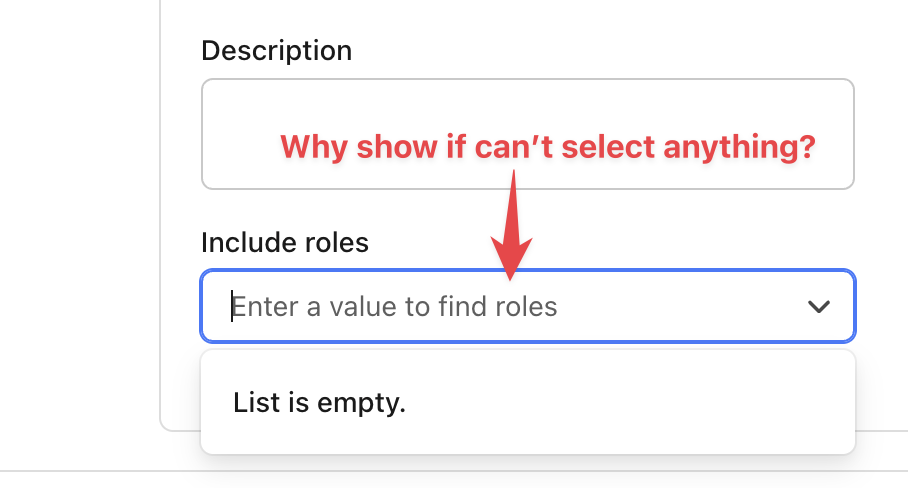 Description
Why show if can’t select anything?
Include roles
Enter a value to find roles
List is empty.